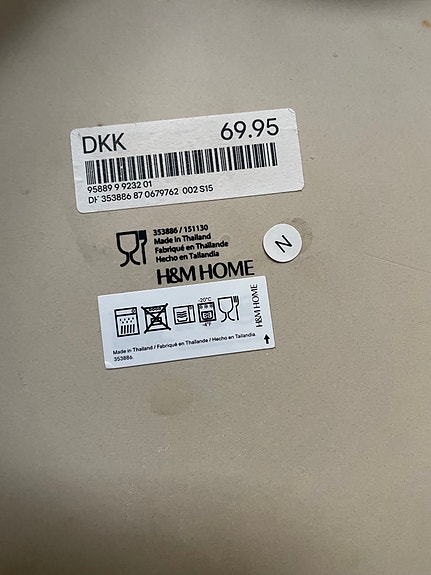 DKK 69.95
95889 9 9232 01
DK 353886 87 0679762 002 S15
353886 / 151130
Made in Thailand
Fabriqué en Thaïlande
Hecho en Tailandia
H&M HOME
N
-20°C
-4°F
H&M HOME
Made in Thailand / Fabriqué en Thaïlande / Hecho en Tailandia.
353886.